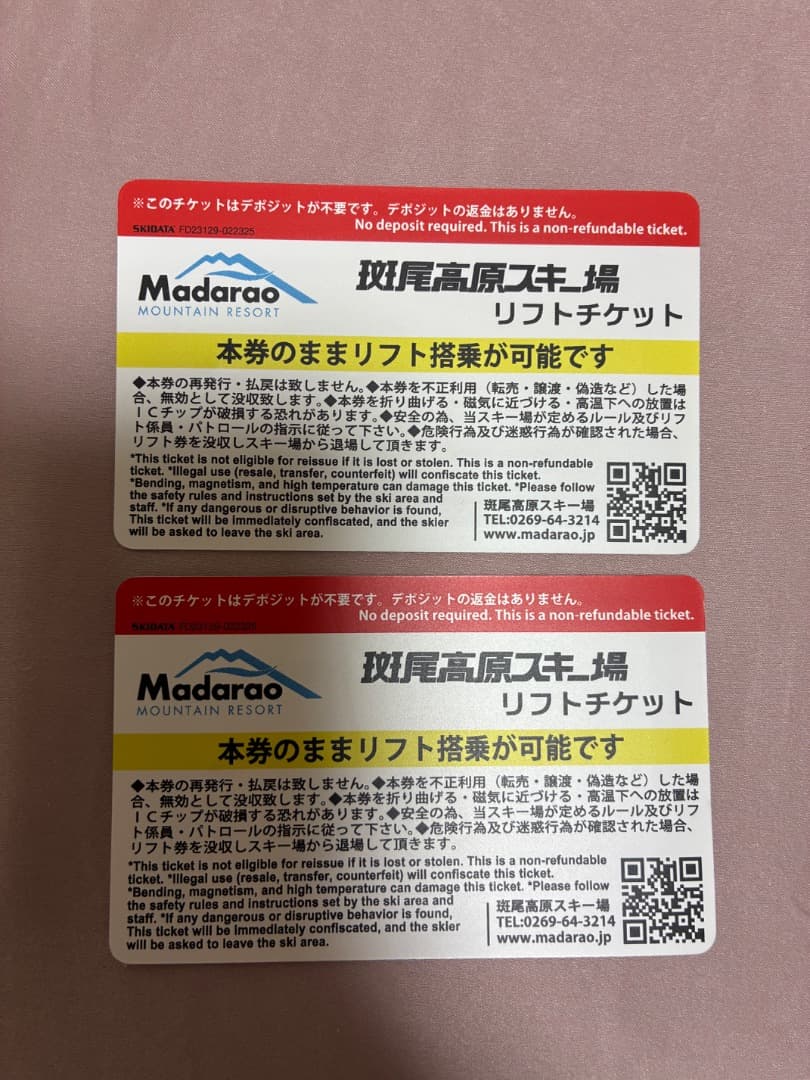 ※このチケットはデポジットが不要です。デポジットの返金はありません。
No deposit required. This is a non-refundable ticket.
SKIDATA FD23129-022325
Madarao
MOUNTAIN RESORT
斑尾高原スキー場
リフトチケット
本券のままリフト搭乗が可能です
◆本券の再発行・払戻は致しません。◆本券を不正利用（転売・譲渡・偽造など）した場
合、無効として没収致します。◆本券を折り曲げる・磁気に近づける・高温下への放置は
ＩＣチップが破損する恐れがあります。◆安全の為、当スキー場が定めるルール及びリフ
ト係員・パトロールの指示に従って下さい。◆危険行為及び迷惑行為が確認された場合、
リフト券を没収しスキー場から退場して頂きます。
*This ticket is not eligible for reissue if it is lost or stolen. This is a non-refundable
ticket. *Illegal use (resale, transfer, counterfeit) will confiscate this ticket.
*Bending, magnetism, and high temperature can damage this ticket. *Please follow
the safety rules and instructions set by the ski area and
staff. *If any dangerous or disruptive behavior is found,
This ticket will be immediately confiscated, and the skier
will be asked to leave the ski area.
斑尾高原スキー場
TEL:0269-64-3214
www.madarao.jp
※このチケットはデポジットが不要です。デポジットの返金はありません。
No deposit required. This is a non-refundable ticket.
SKIDATA FD23129-022325
Madarao
MOUNTAIN RESORT
斑尾高原スキー場
リフトチケット
本券のままリフト搭乗が可能です
◆本券の再発行・払戻は致しません。◆本券を不正利用（転売・譲渡・偽造など）した場
合、無効として没収致します。◆本券を折り曲げる・磁気に近づける・高温下への放置は
ＩＣチップが破損する恐れがあります。◆安全の為、当スキー場が定めるルール及びリフ
ト係員・パトロールの指示に従って下さい。◆危険行為及び迷惑行為が確認された場合、
リフト券を没収しスキー場から退場して頂きます。
*This ticket is not eligible for reissue if it is lost or stolen. This is a non-refundable
ticket. *Illegal use (resale, transfer, counterfeit) will confiscate this ticket.
*Bending, magnetism, and high temperature can damage this ticket. *Please follow
the safety rules and instructions set by the ski area and
staff. *If any dangerous or disruptive behavior is found,
This ticket will be immediately confiscated, and the skier
will be asked to leave the ski area.
斑尾高原スキー場
TEL:0269-64-3214
www.madarao.jp